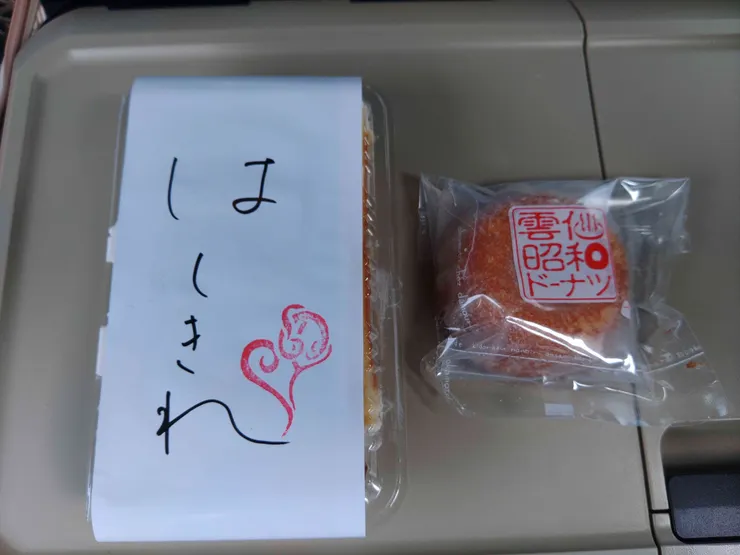 はしきれ
雲仙
昭和
ドーナツ